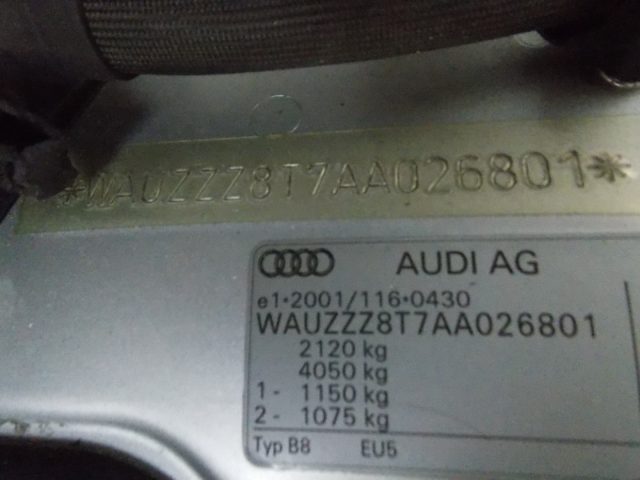 *WAUZZZ8T7AA026801*
AUDI AG
e1*2001/116*0430
WAUZZZ8T7AA026801
2120 kg
4050 kg
1- 1150 kg
2- 1075 kg
Typ B8 EU5